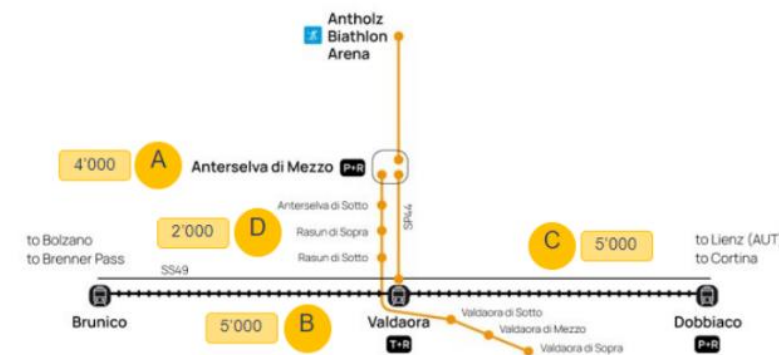 Antholz
Biathlon
Arena
4'000
A
Anterselva di Mezzo P+R
Anterselva di Sotto
2'000
D
Rasun di Sopra
Rasun di Sotto
SP44
C
5'000
to Bolzano
to Brenner Pass
to Lienz (AUT
to Cortina
SS49
Brunico
5'000
B
Valdaora
T+R
Valdaora di Sotto
Valdaora di Mezzo
Valdaora di Sopra
Dobbiaco
P+R